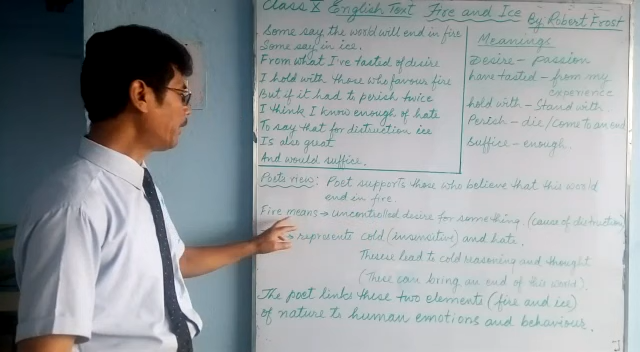 Class X English Text Fire and Ice By: Robert Frost
Some say the world will end in fire
Some say in ice.
From what I've tasted of desire
I hold with those who favours fire
But if it had to perish twice
I think I know enough of hate
To say that for distruction ice
Is also great
And would suffice.
Meanings
Desire - passion
have tasted - from my
experience
hold with - Stand with
Perish - die/come to an end
Suffice - enough.
Poets view: Poet supports those who believe that this world
end in fire.
Fire means → uncontrolled desire for something. (cause of distruction)
→ represents cold (insensitive) and hate.
These lead to cold reasoning and thought
(These can bring an end of this world).
The poet links these two elements (fire and ice)
of nature to human emotions and behaviour.